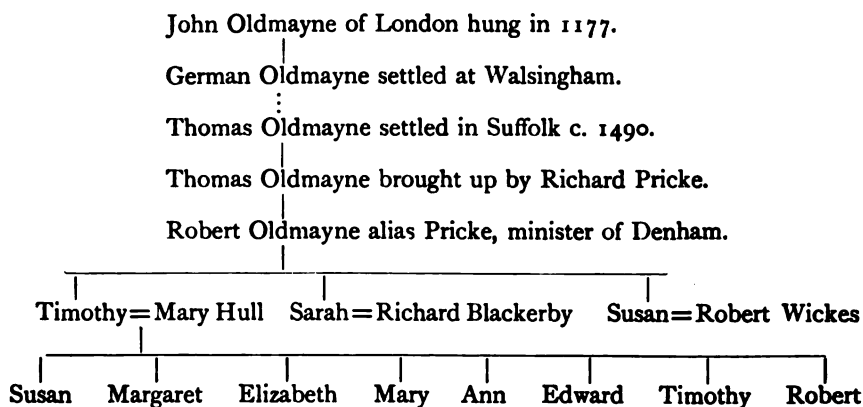 John Oldmayne of London hung in 1177.
German Oldmayne settled at Walsingham.
Thomas Oldmayne settled in Suffolk c. 1490.
Thomas Oldmayne brought up by Richard Pricke.
Robert Oldmayne alias Pricke, minister of Denham.
Timothy=Mary Hull Sarah=Richard Blackerby Susan=Robert Wickes
Susan Margaret Elizabeth Mary Ann Edward Timothy Robert